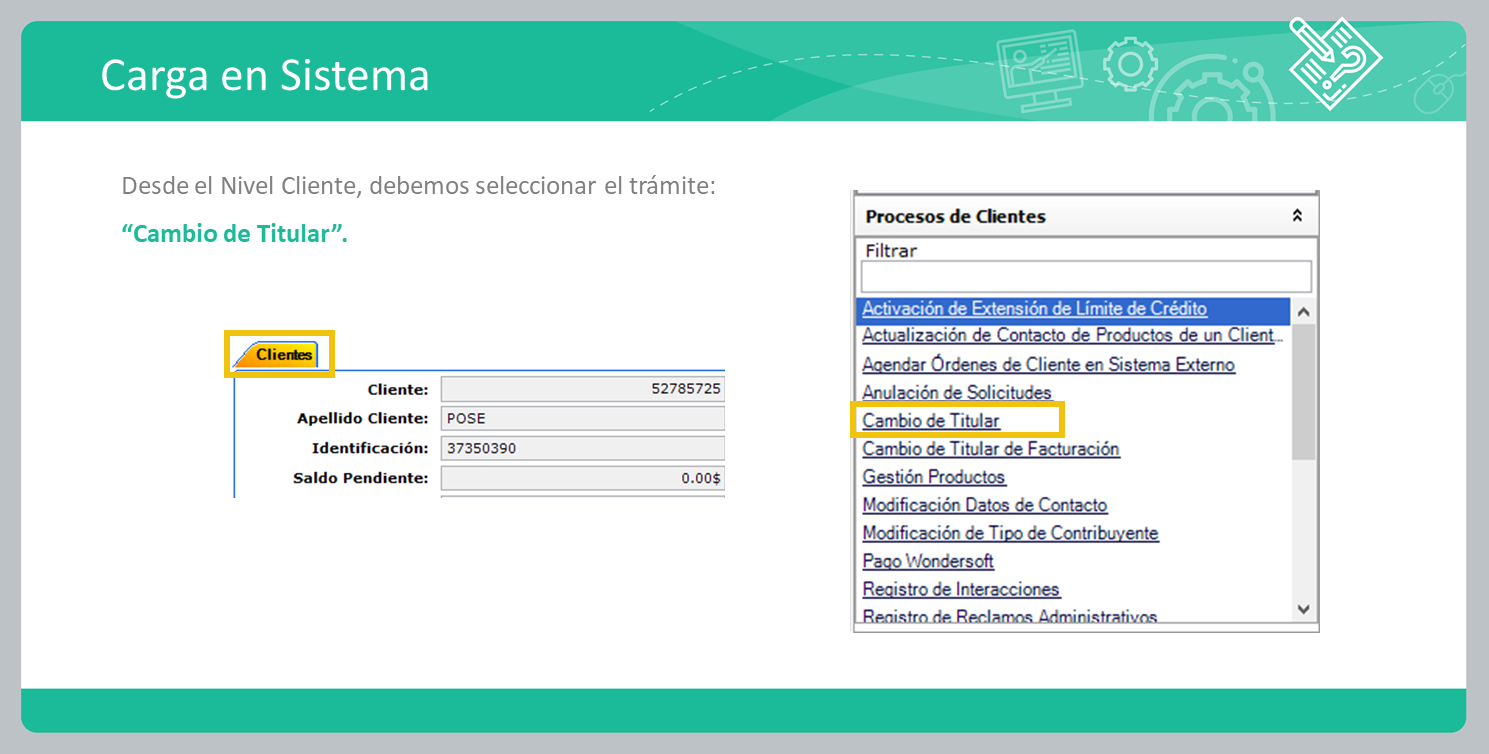 Carga en Sistema
Desde el Nivel Cliente, debemos seleccionar el trámite:
“Cambio de Titular”.
Clientes
Cliente: 52785725
Apellido Cliente: POSE
Identificación: 37350390
Saldo Pendiente: 0.00$
Procesos de Clientes
Filtrar
Activación de Extensión de Límite de Crédito
Actualización de Contacto de Productos de un Client...
Agendar Órdenes de Cliente en Sistema Externo
Anulación de Solicitudes
Cambio de Titular
Cambio de Titular de Facturación
Gestión Productos
Modificación Datos de Contacto
Modificación de Tipo de Contribuyente
Pago Wondersoft
Registro de Interacciones
Registro de Reclamos Administrativos